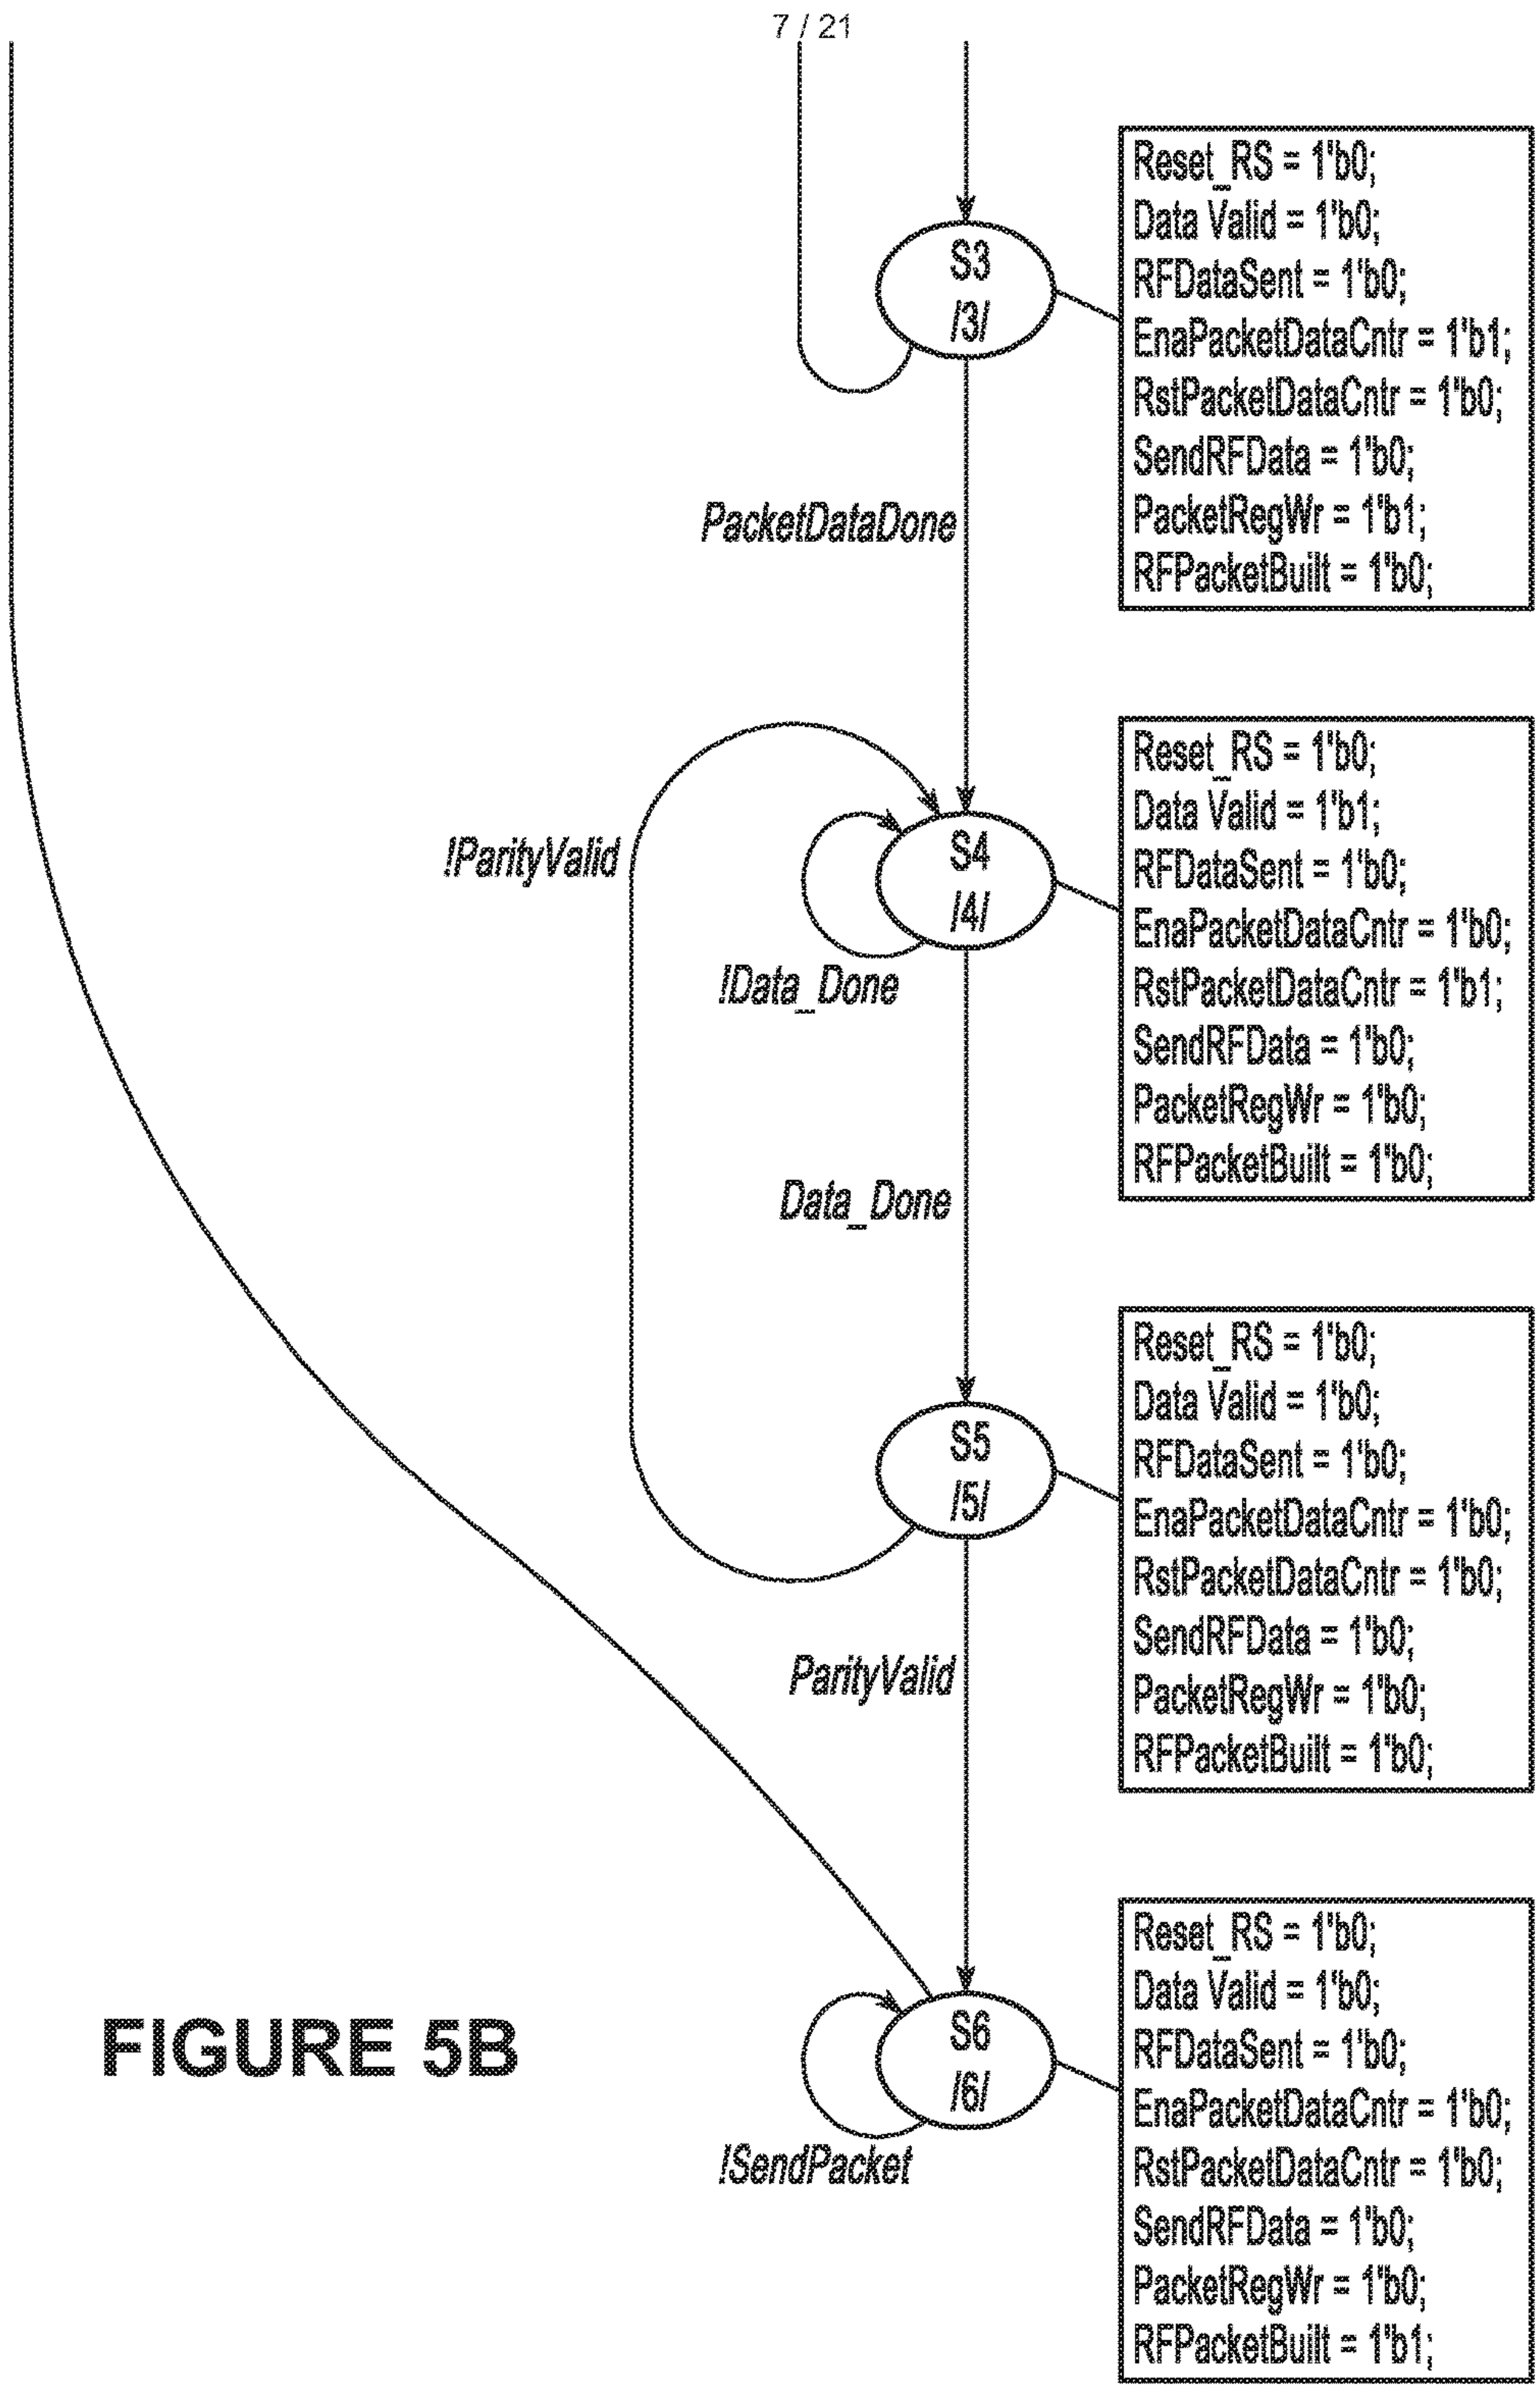 7 / 21
S3
/3/
Reset_RS = 1'b0;
Data Valid = 1'b0;
RFDataSent = 1'b0;
EnaPacketDataCntr = 1'b1;
RstPacketDataCntr = 1'b0;
SendRFData = 1'b0;
PacketRegWr = 1'b1;
RFPacketBuilt = 1'b0;
PacketDataDone
!ParityValid
S4
/4/
!Data_Done
Reset_RS = 1'b0;
Data Valid = 1'b1;
RFDataSent = 1'b0;
EnaPacketDataCntr = 1'b0;
RstPacketDataCntr = 1'b1;
SendRFData = 1'b0;
PacketRegWr = 1'b0;
RFPacketBuilt = 1'b0;
Data_Done
S5
/5/
Reset_RS = 1'b0;
Data Valid = 1'b0;
RFDataSent = 1'b0;
EnaPacketDataCntr = 1'b0;
RstPacketDataCntr = 1'b0;
SendRFData = 1'b0;
PacketRegWr = 1'b0;
RFPacketBuilt = 1'b0;
ParityValid
S6
/6/
!SendPacket
Reset_RS = 1'b0;
Data Valid = 1'b0;
RFDataSent = 1'b0;
EnaPacketDataCntr = 1'b0;
RstPacketDataCntr = 1'b0;
SendRFData = 1'b0;
PacketRegWr = 1'b0;
RFPacketBuilt = 1'b1;
FIGURE 5B